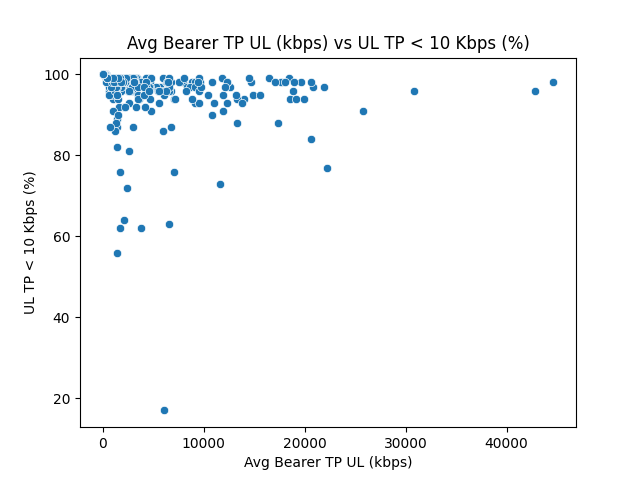 Avg Bearer TP UL (kbps) vs UL TP < 10 Kbps (%)
100
80
60
40
20
UL TP < 10 Kbps (%)
0 10000 20000 30000 40000
Avg Bearer TP UL (kbps)